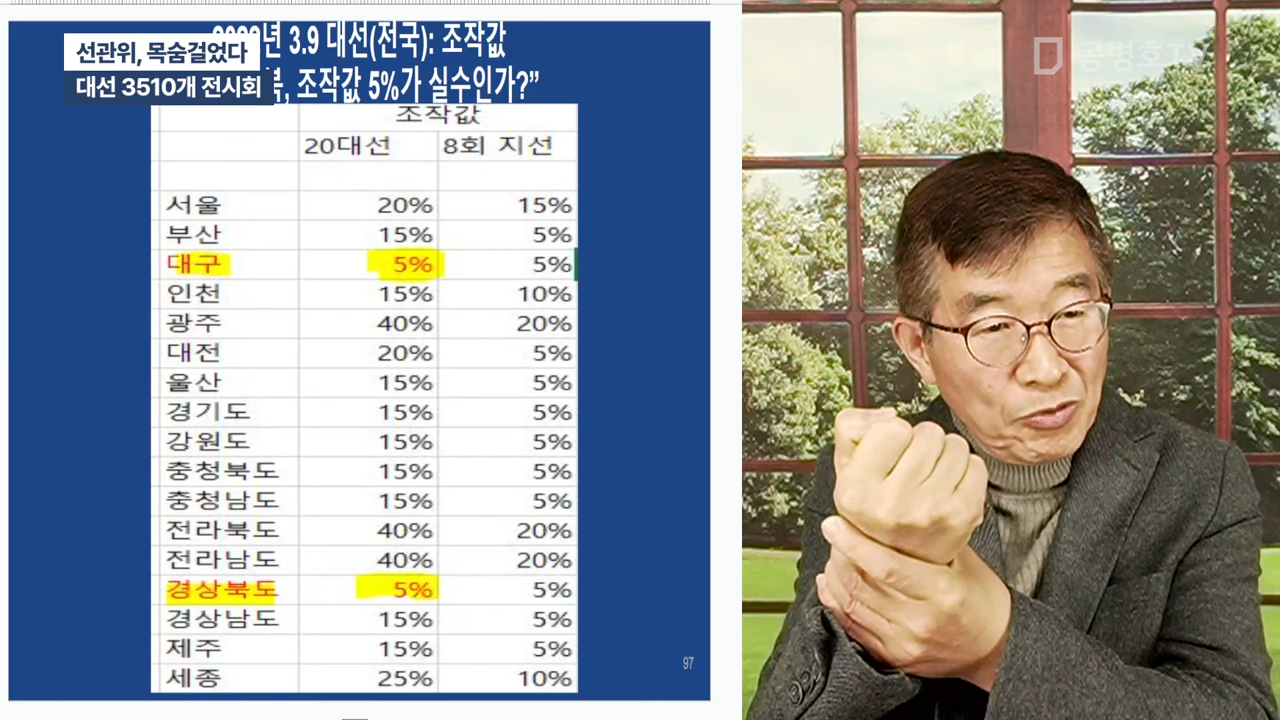 선관위, 목숨걸었다
대선 3510개 전시회
년 3.9 대선(전국): 조작값
, 조작값 5%가 실수인가?”
조작값
20대선 8회 지선
서울 20% 15%
부산 15% 5%
대구 5% 5%
인천 15% 10%
광주 40% 20%
대전 20% 5%
울산 15% 5%
경기도 15% 5%
강원도 15% 5%
충청북도 15% 5%
충청남도 15% 5%
전라북도 40% 20%
전라남도 40% 20%
경상북도 5% 5%
경상남도 15% 5%
제주 15% 5%
세종 25% 10%
97
공병호TV